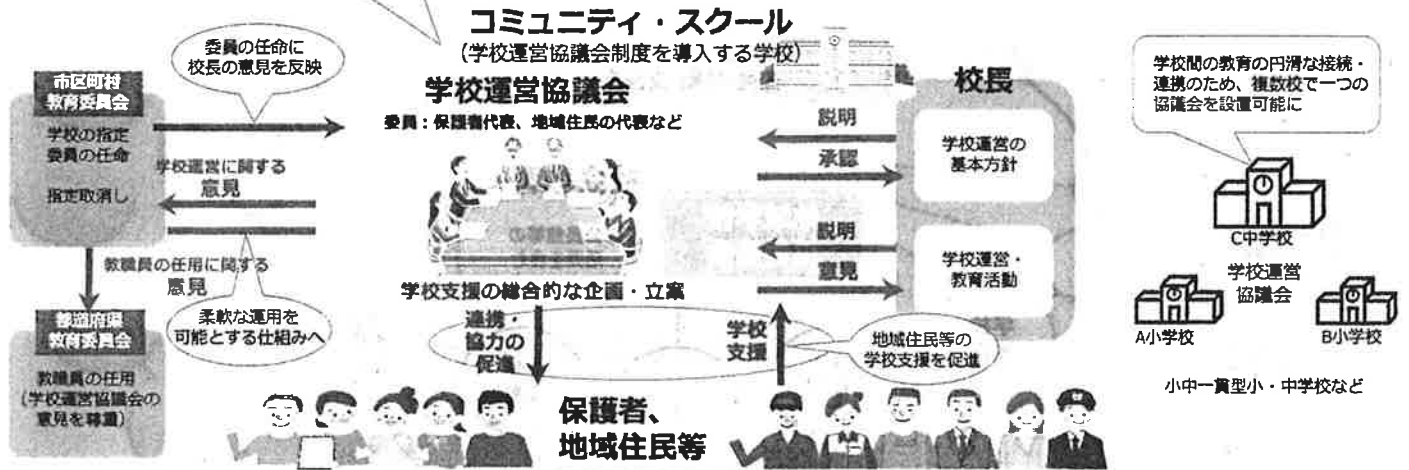 コミュニティ・スクール
(学校運営協議会制度を導入する学校)
委員の任命に
校長の意見を反映
市区町村
教育委員会
学校の指定
委員の任命
指定取消し
学校運営協議会
委員：保護者代表、地域住民の代表など
学校運営に関する
意見
教職員の任用に関する
意見
柔軟な運用を
可能とする仕組みへ
都道府県
教育委員会
教職員の任用
(学校運営協議会の
意見を尊重)
学校支援の総合的な企画・立案
連携・
協力の
促進
学校
支援
地域住民等の
学校支援を促進
保護者、
地域住民等
校長
説明
承認
学校運営の
基本方針
説明
意見
学校運営・
教育活動
学校間の教育の円滑な接続・
連携のため、複数校で一つの
協議会を設置可能に
C中学校
学校運営
協議会
A小学校
B小学校
小中一貫型小・中学校など